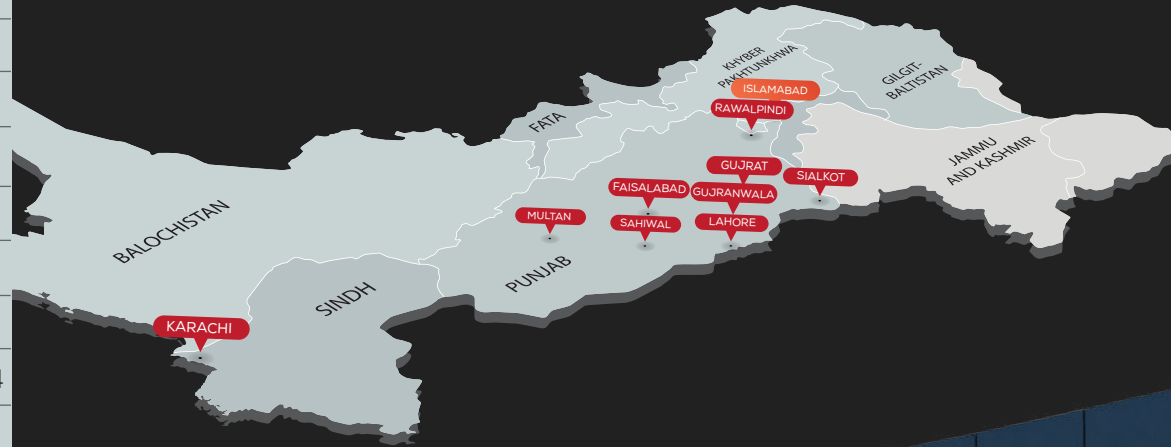 KHYBER
PAKHTUNKHWA
GILGIT-
BALTISTAN
ISLAMABAD
RAWALPINDI
FATA
JAMMU
AND KASHMIR
GUJRAT
SIALKOT
FAISALABAD
GUJRANWALA
MULTAN
SAHIWAL
LAHORE
BALOCHISTAN
PUNJAB
SINDH
KARACHI